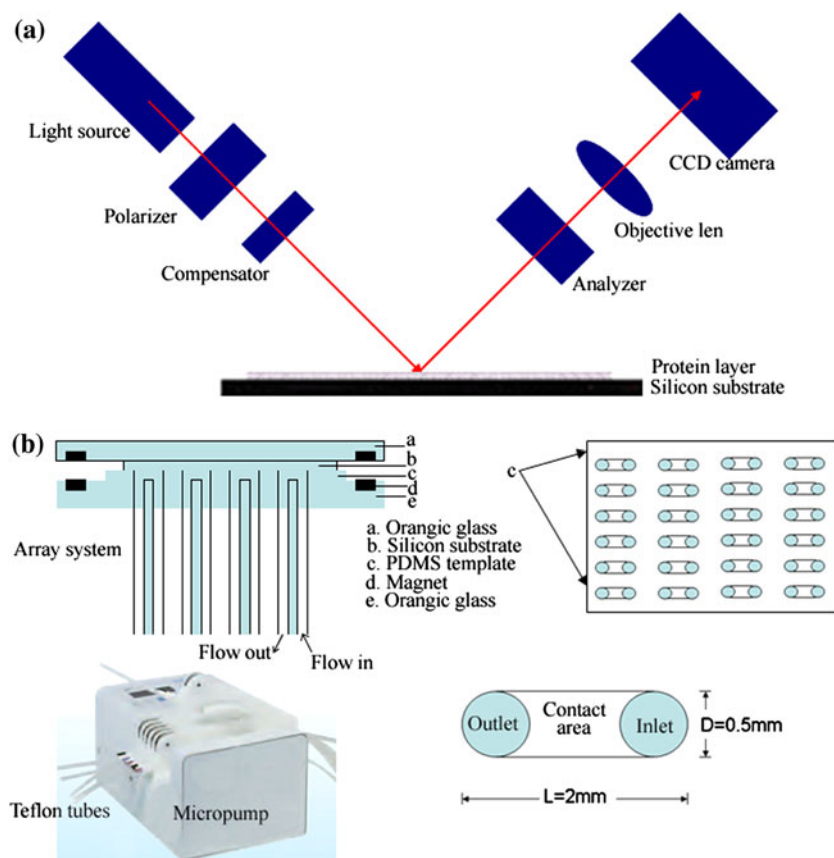 (a)
Light source
Polarizer
Compensator
CCD camera
Objective len
Analyzer
Protein layer
Silicon substrate
(b)
a
b
c
d
e
Array system
Flow out
Flow in
a. Orangic glass
b. Silicon substrate
c. PDMS template
d. Magnet
e. Orangic glass
c
Teflon tubes
Micropump
Outlet
Contact
area
Inlet
D=0.5mm
L=2mm